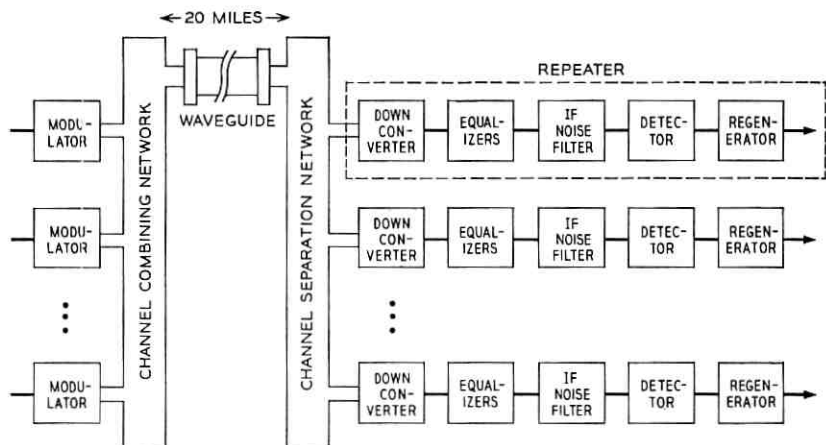 20 MILES
REPEATER
WAVEGUIDE
CHANNEL COMBINING NETWORK
CHANNEL SEPARATION NETWORK
MODU-
LATOR
DOWN
CON-
VERTER
EQUAL-
IZERS
IF
NOISE
FILTER
DETEC-
TOR
REGEN-
ERATOR
MODU-
LATOR
DOWN
CON-
VERTER
EQUAL-
IZERS
IF
NOISE
FILTER
DETEC-
TOR
REGEN-
ERATOR
MODU-
LATOR
DOWN
CON-
VERTER
EQUAL-
IZERS
IF
NOISE
FILTER
DETEC-
TOR
REGEN-
ERATOR